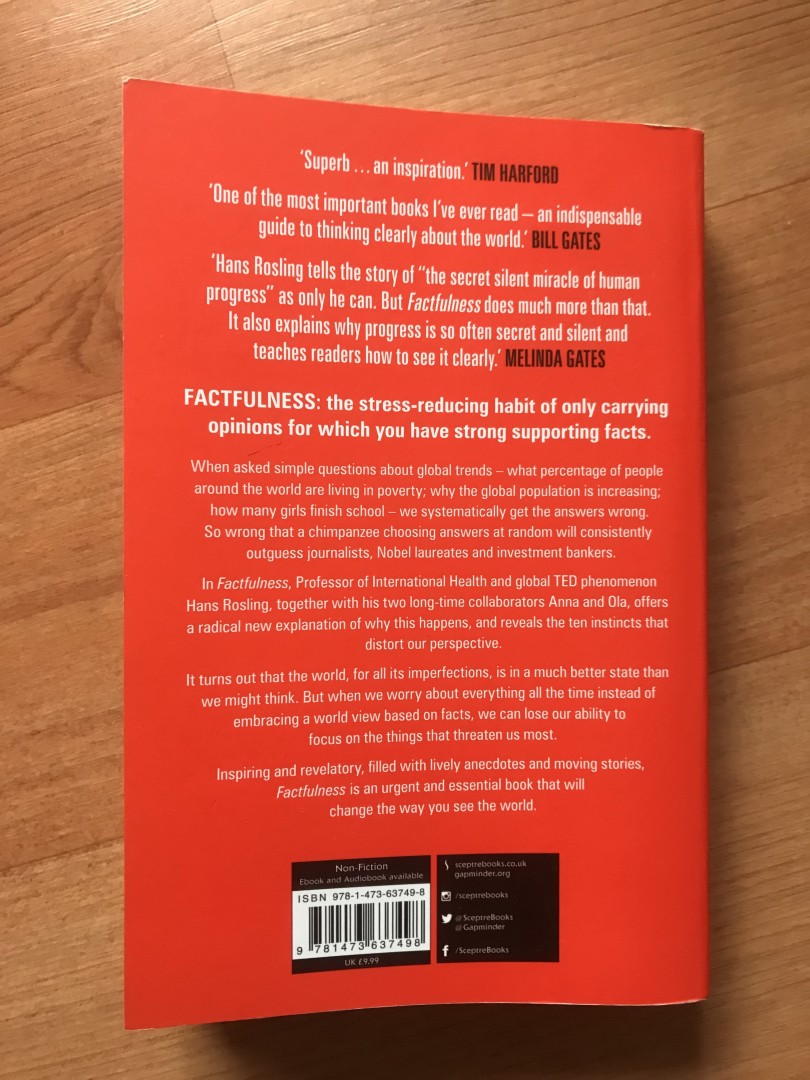 ‘Superb ... an inspiration.’ TIM HARFORD
‘One of the most important books I’ve ever read – an indispensable
guide to thinking clearly about the world.’ BILL GATES
‘Hans Rosling tells the story of “the secret silent miracle of human
progress” as only he can. But Factfulness does much more than that.
It also explains why progress is so often secret and silent and
teaches readers how to see it clearly.’ MELINDA GATES
FACTFULNESS: the stress-reducing habit of only carrying
opinions for which you have strong supporting facts.
When asked simple questions about global trends – what percentage of people
around the world are living in poverty; why the global population is increasing;
how many girls finish school – we systematically get the answers wrong.
So wrong that a chimpanzee choosing answers at random will consistently
outguess journalists, Nobel laureates and investment bankers.
In Factfulness, Professor of International Health and global TED phenomenon
Hans Rosling, together with his two long-time collaborators Anna and Ola, offers
a radical new explanation of why this happens, and reveals the ten instincts that
distort our perspective.
It turns out that the world, for all its imperfections, is in a much better state than
we might think. But when we worry about everything all the time instead of
embracing a world view based on facts, we can lose our ability to
focus on the things that threaten us most.
Inspiring and revelatory, filled with lively anecdotes and moving stories,
Factfulness is an urgent and essential book that will
change the way you see the world.
Non-Fiction
Ebook and Audiobook available
ISBN 978-1-473-63749-8
9 781473 637498
UK £9.99
sceptrebooks.co.uk
gapminder.org
/sceptrebooks
@SceptreBooks
@Gapminder
/SceptreBooks